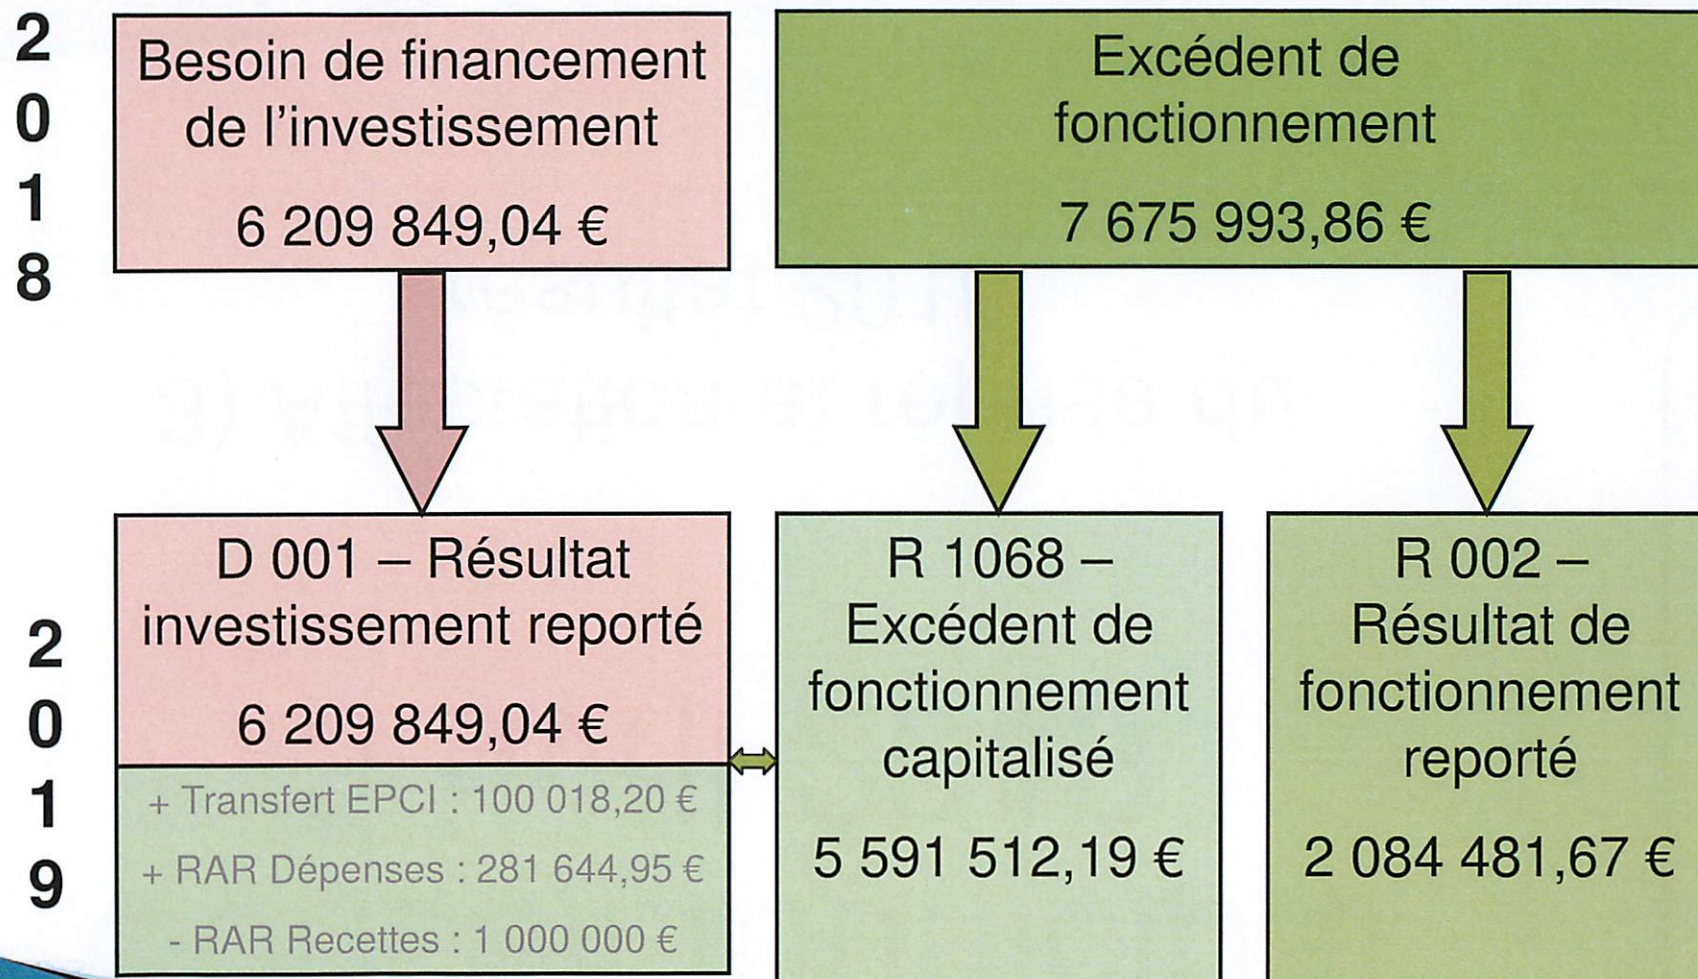 2
0
1
8
Besoin de financement
de l'investissement
6 209 849,04 €
Excédent de
fonctionnement
7 675 993,86 €
2
0
1
9
D 001 – Résultat
investissement reporté
6 209 849,04 €
+ Transfert EPCI : 100 018,20 €
+ RAR Dépenses : 281 644,95 €
- RAR Recettes : 1 000 000 €
R 1068 –
Excédent de
fonctionnement
capitalisé
5 591 512,19 €
R 002 –
Résultat de
fonctionnement
reporté
2 084 481,67 €